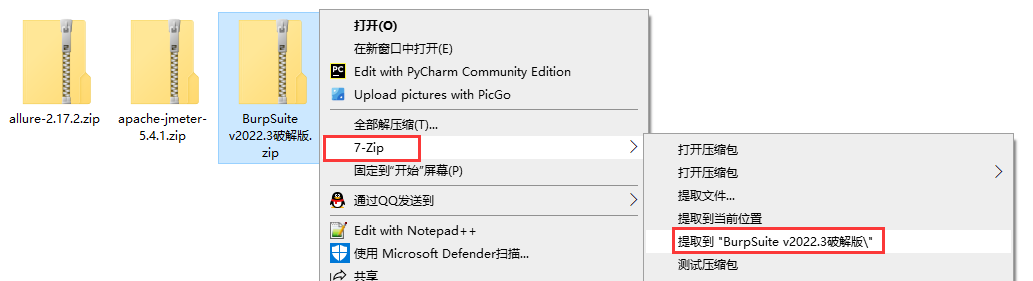 allure-2.17.2.zip
apache-jmeter-
5.4.1.zip
BurpSuite
v2022.3破解版.
zip
打开(O)
在新窗口中打开(E)
Edit with PyCharm Community Edition
Upload pictures with PicGo
全部解压缩(T)...
7-Zip
固定到"开始"屏幕(P)
通过QQ发送到
Edit with Notepad++
使用 Microsoft Defender扫描...
共享
打开压缩包
打开压缩包
提取文件...
提取到当前位置
提取到 "BurpSuite v2022.3破解版\"
测试压缩包